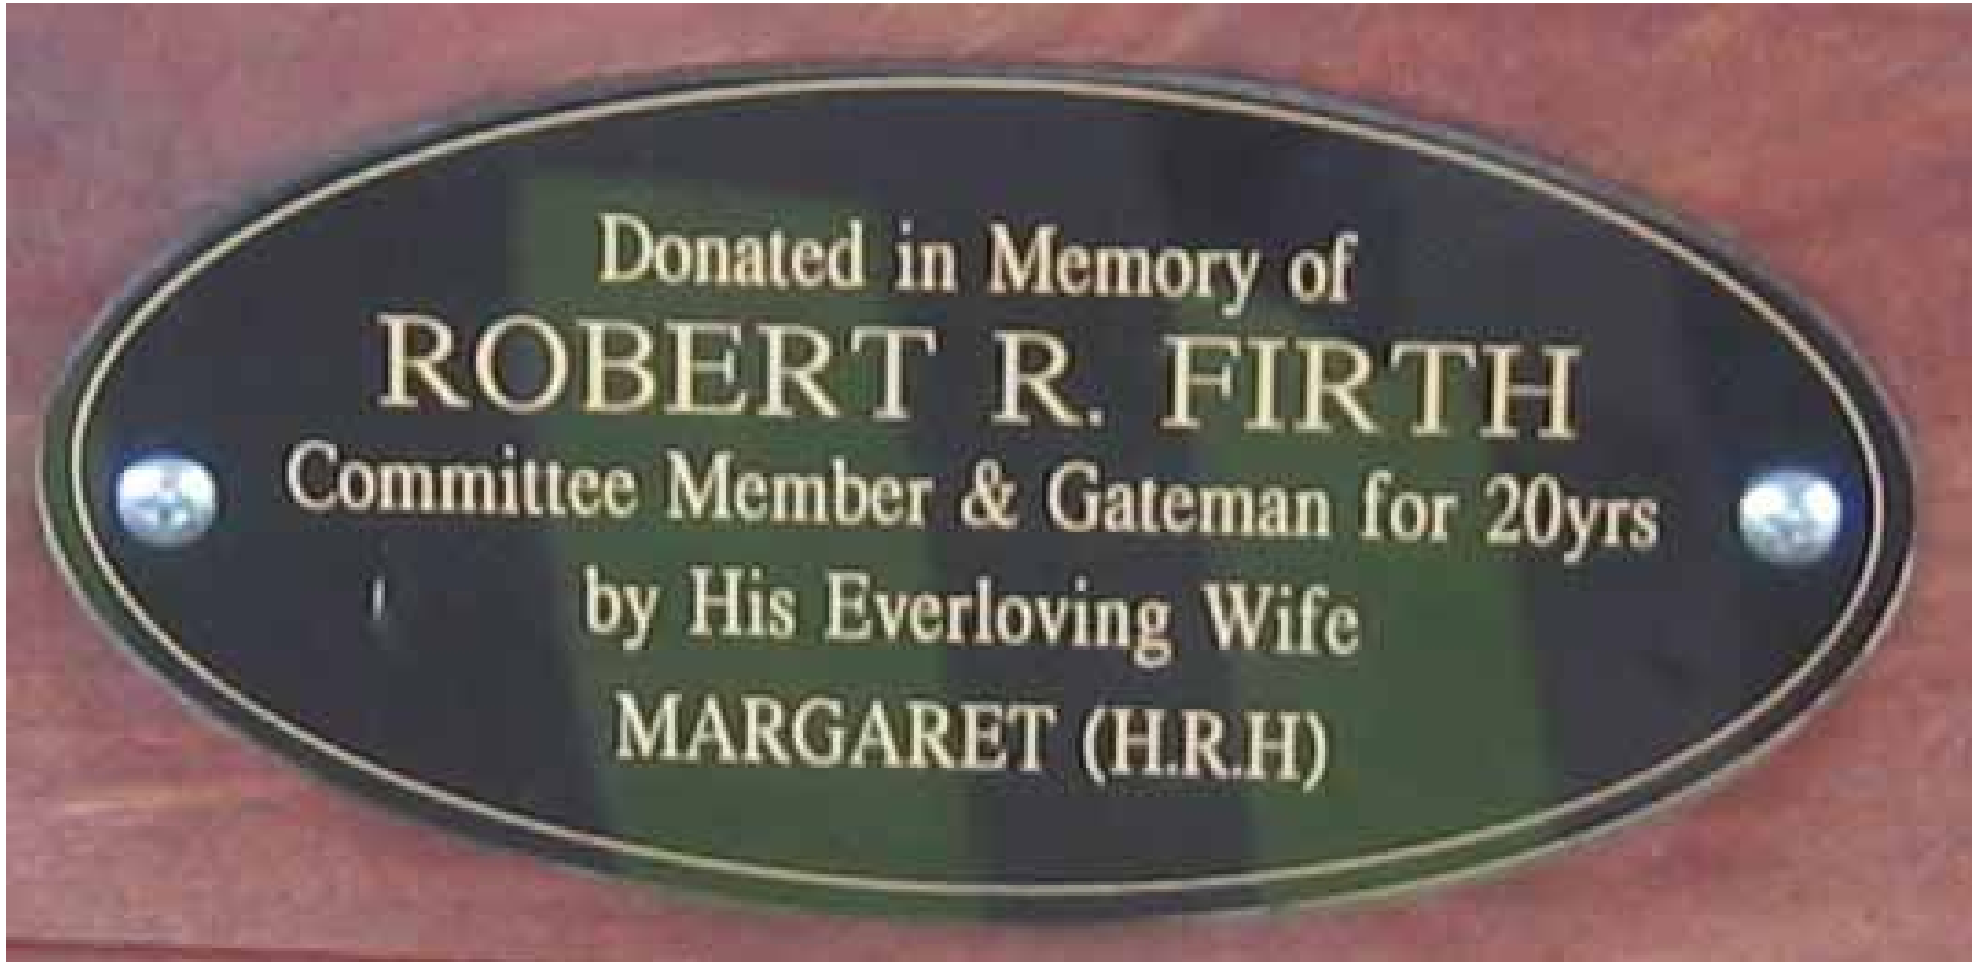 Donated in Memory of
ROBERT R. FIRTH
Committee Member & Gateman for 20yrs
by His Everloving Wife
MARGARET (H.R.H)